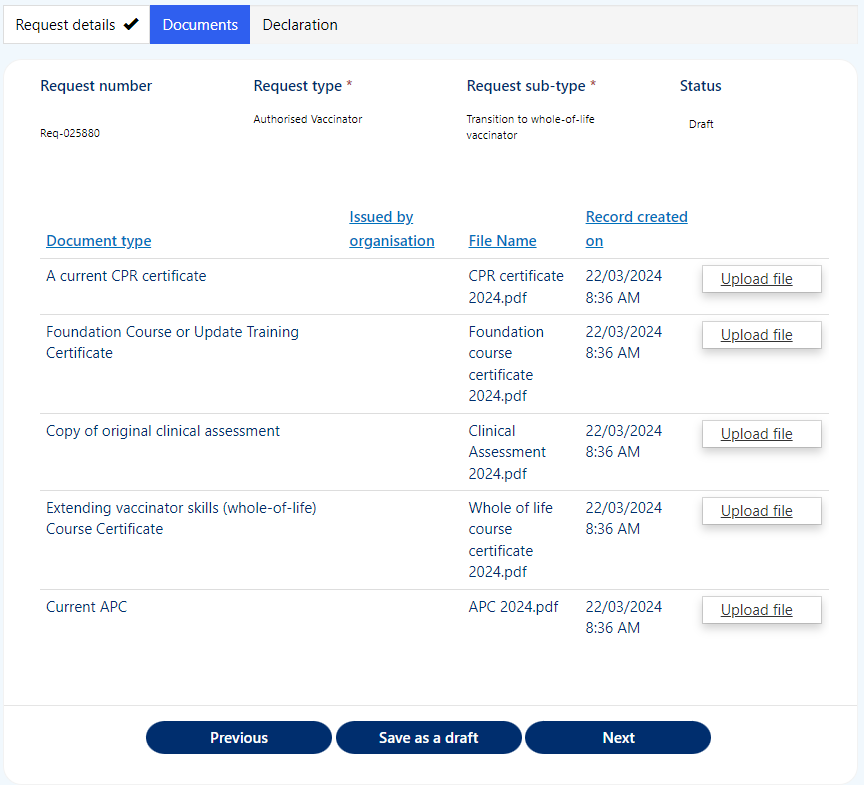 Request details
Documents
Declaration
Request number
Request type *
Request sub-type *
Status
Req-025880
Authorised Vaccinator
Transition to whole-of-life
vaccinator
Draft
Document type
Issued by
organisation
File Name
Record created
on
A current CPR certificate
CPR certificate
2024.pdf
22/03/2024
8:36 AM
Upload file
Foundation Course or Update Training
Certificate
Foundation
course
certificate
2024.pdf
22/03/2024
8:36 AM
Upload file
Copy of original clinical assessment
Clinical
Assessment
2024.pdf
22/03/2024
8:36 AM
Upload file
Extending vaccinator skills (whole-of-life)
Course Certificate
Whole of life
course
certificate
2024.pdf
22/03/2024
8:36 AM
Upload file
Current APC
APC 2024.pdf
22/03/2024
8:36 AM
Upload file
Previous
Save as a draft
Next